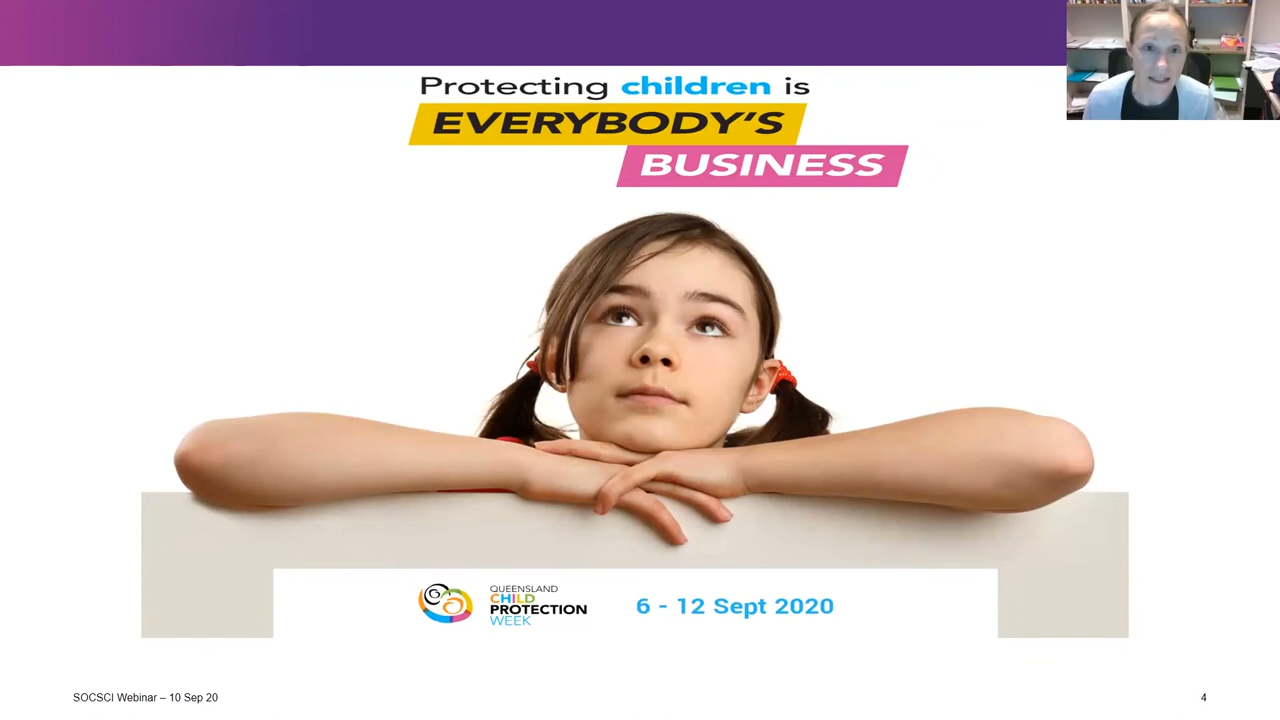 Protecting children is
EVERYBODY'S
BUSINESS
QUEENSLAND
CHILD
PROTECTION
WEEK
6 - 12 Sept 2020
SOCSCI Webinar – 10 Sep 20
4